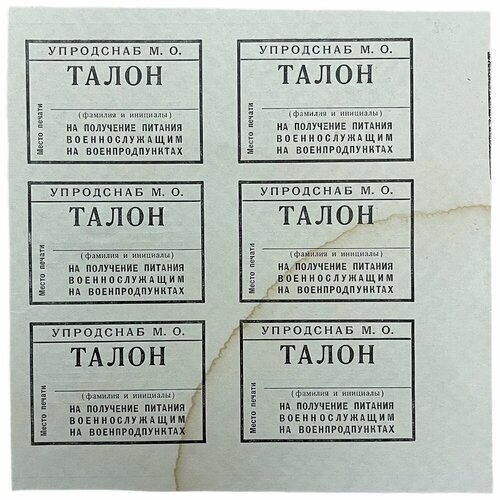 УПРОДСНАБ М. О.
ТАЛОН
(фамилия и инициалы)
Место печати
НА ПОЛУЧЕНИЕ ПИТАНИЯ
ВОЕННОСЛУЖАЩИМ
НА ВОЕНПРОДПУНКТАХ
УПРОДСНАБ М. О.
ТАЛОН
(фамилия и инициалы)
Место печати
НА ПОЛУЧЕНИЕ ПИТАНИЯ
ВОЕННОСЛУЖАЩИМ
НА ВОЕНПРОДПУНКТАХ
УПРОДСНАБ М. О.
ТАЛОН
(фамилия и инициалы)
Место печати
НА ПОЛУЧЕНИЕ ПИТАНИЯ
ВОЕННОСЛУЖАЩИМ
НА ВОЕНПРОДПУНКТАХ
УПРОДСНАБ М. О.
ТАЛОН
(фамилия и инициалы)
Место печати
НА ПОЛУЧЕНИЕ ПИТАНИЯ
ВОЕННОСЛУЖАЩИМ
НА ВОЕНПРОДПУНКТАХ
УПРОДСНАБ М. О.
ТАЛОН
(фамилия и инициалы)
Место печати
НА ПОЛУЧЕНИЕ ПИТАНИЯ
ВОЕННОСЛУЖАЩИМ
НА ВОЕНПРОДПУНКТАХ
УПРОДСНАБ М. О.
ТАЛОН
(фамилия и инициалы)
Место печати
НА ПОЛУЧЕНИЕ ПИТАНИЯ
ВОЕННОСЛУЖАЩИМ
НА ВОЕНПРОДПУНКТАХ